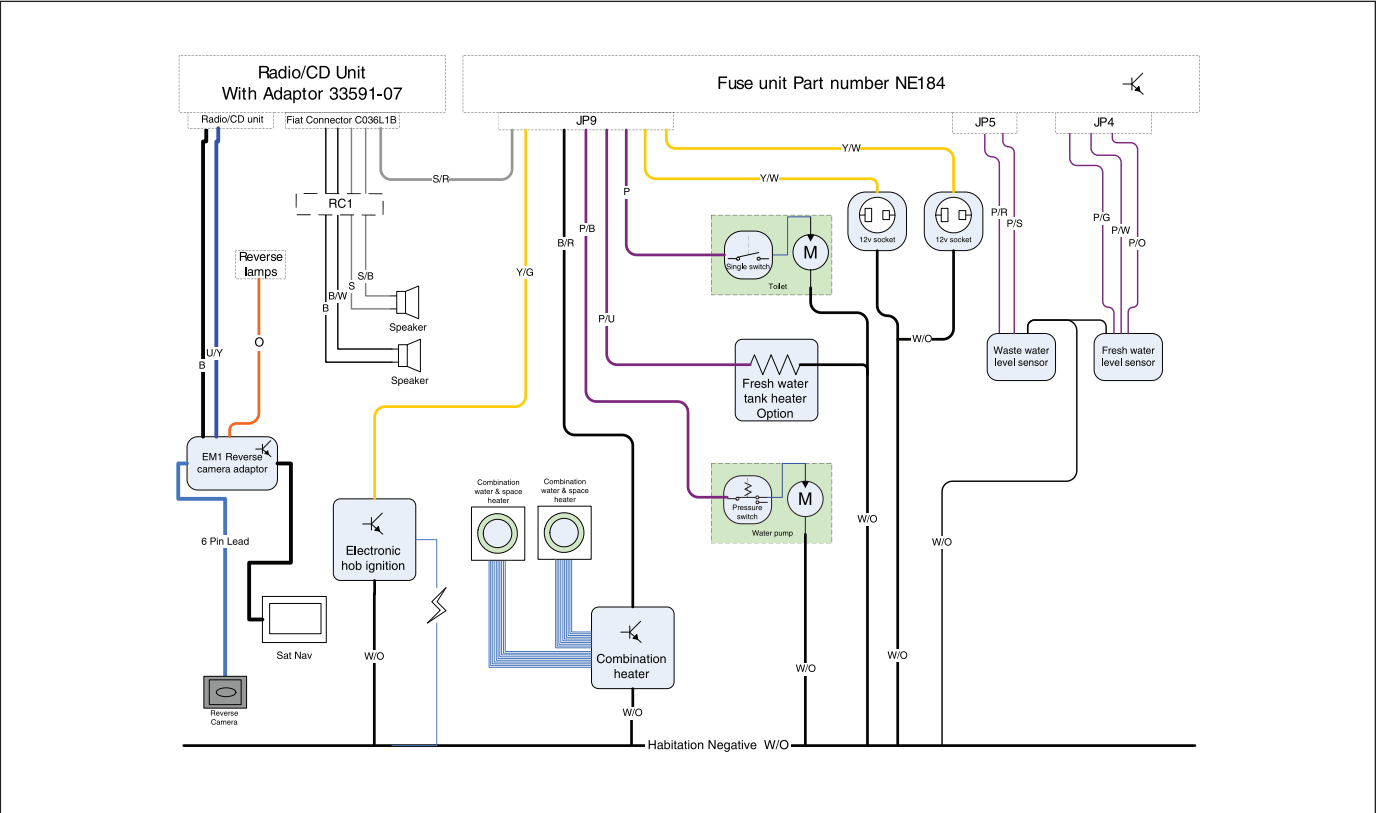 Radio/CD Unit
With Adaptor 33591-07
Fuse unit Part number NE184
Radio/CD unit
Fiat Connector C036L1B
JP9
JP5
JP4
Y/W
S/R
Y/W
P
RC1
P/R
P/S
P/G
P/W
P/O
P/B
B/R
12v socket
12v socket
M
Single switch
Toilet
Reverse
lamps
Y/G
S/B
S
B/W
B
Speaker
P/U
O
W/O
U/Y
B
Speaker
Waste water
level sensor
Fresh water
level sensor
Fresh water
tank heater
Option
EM1 Reverse
camera adaptor
Combination
water & space
heater
Combination
water & space
heater
M
Pressure
switch
Water pump
W/O
6 Pin Lead
W/O
Electronic
hob ignition
Sat Nav
W/O
Combination
heater
W/O
W/O
Reverse
Camera
W/O
Habitation Negative W/O